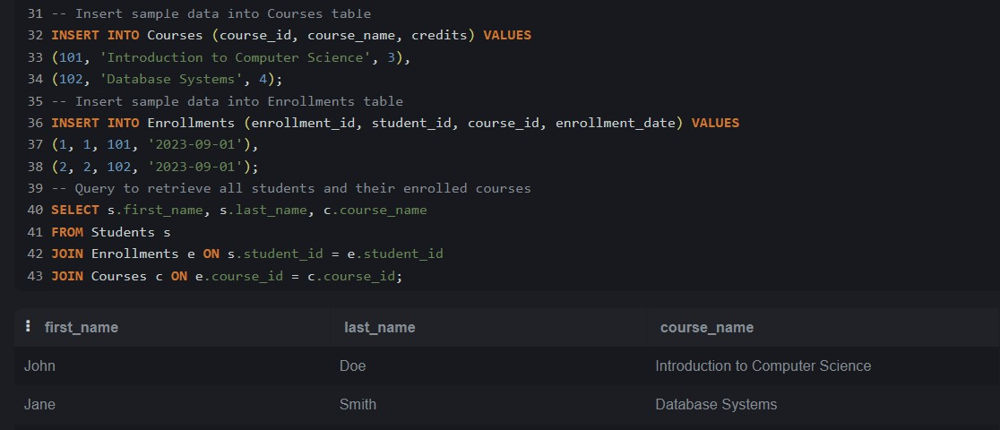 31 -- Insert sample data into Courses table
32 INSERT INTO Courses (course_id, course_name, credits) VALUES
33 (101, 'Introduction to Computer Science', 3),
34 (102, 'Database Systems', 4);
35 -- Insert sample data into Enrollments table
36 INSERT INTO Enrollments (enrollment_id, student_id, course_id, enrollment_date) VALUES
37 (1, 1, 101, '2023-09-01'),
38 (2, 2, 102, '2023-09-01');
39 -- Query to retrieve all students and their enrolled courses
40 SELECT s.first_name, s.last_name, c.course_name
41 FROM Students s
42 JOIN Enrollments e ON s.student_id = e.student_id
43 JOIN Courses c ON e.course_id = c.course_id;
first_name last_name course_name
John Doe Introduction to Computer Science
Jane Smith Database Systems